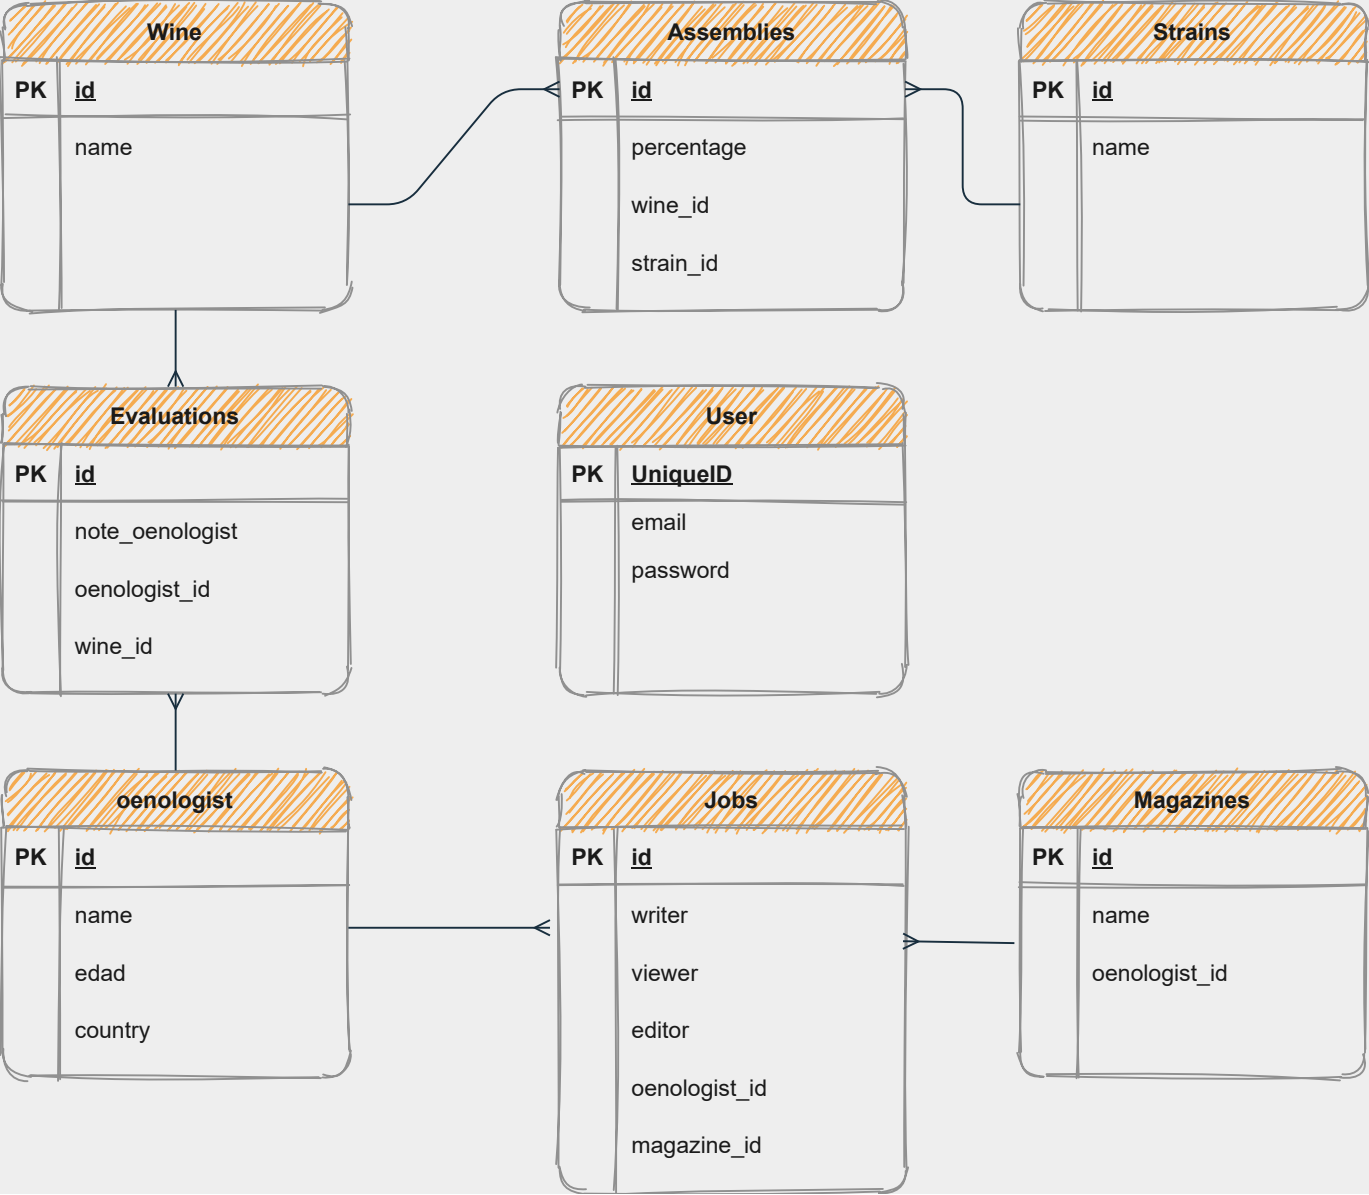 Wine
PK id
name
Assemblies
PK id
percentage
wine_id
strain_id
Strains
PK id
name
Evaluations
PK id
note_oenologist
oenologist_id
wine_id
User
PK UniqueID
email
password
oenologist
PK id
name
edad
country
Jobs
PK id
writer
viewer
editor
oenologist_id
magazine_id
Magazines
PK id
name
oenologist_id